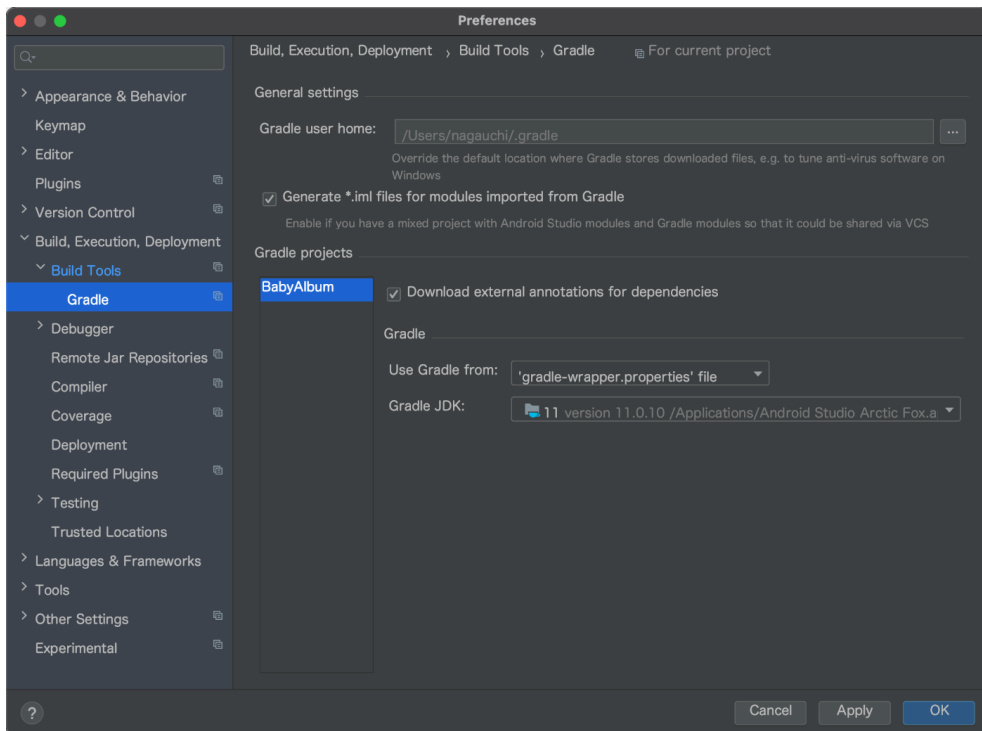 Preferences
Appearance & Behavior
Keymap
Editor
Plugins
Version Control
Build, Execution, Deployment
Build Tools
Gradle
Debugger
Remote Jar Repositories
Compiler
Coverage
Deployment
Required Plugins
Testing
Trusted Locations
Languages & Frameworks
Tools
Other Settings
Experimental
Build, Execution, Deployment › Build Tools › Gradle For current project
General settings
Gradle user home: /Users/nagauchi/.gradle ...
Override the default location where Gradle stores downloaded files, e.g. to tune anti-virus software on
Windows
Generate *.iml files for modules imported from Gradle
Enable if you have a mixed project with Android Studio modules and Gradle modules so that it could be shared via VCS
Gradle projects
BabyAlbum
Download external annotations for dependencies
Gradle
Use Gradle from: 'gradle-wrapper.properties' file
Gradle JDK: 11 version 11.0.10 /Applications/Android Studio Arctic Fox.a
? Cancel Apply OK